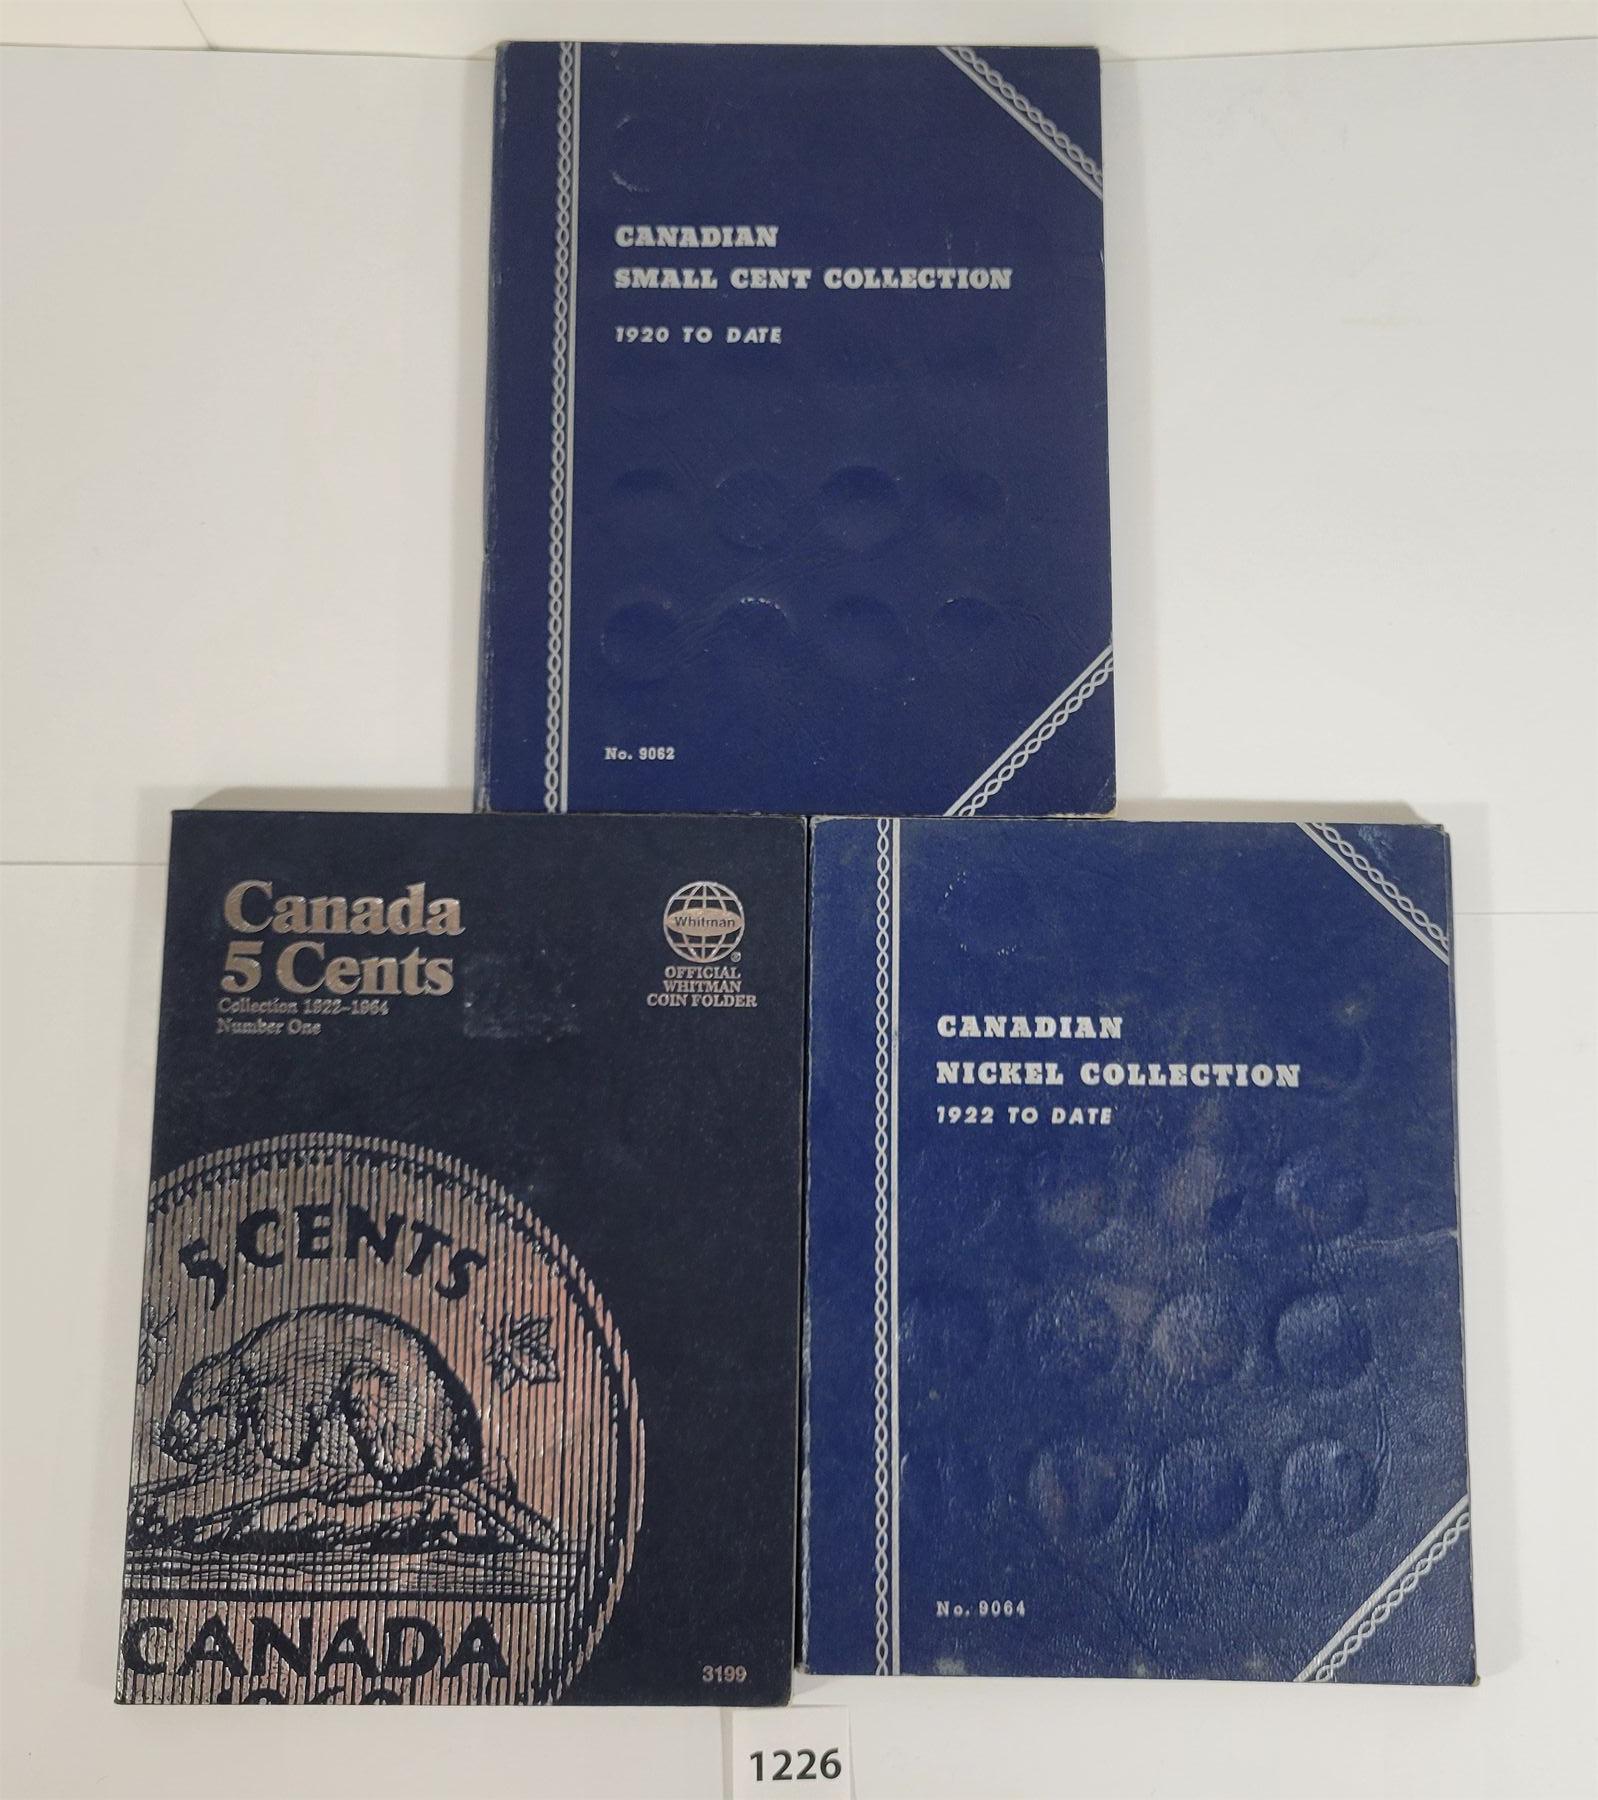 CANADIAN
SMALL CENT COLLECTION
1920 TO DATE
No. 9062
Canada
5 Cents
Collection 1922-1964
Number One
Whitman
®
OFFICIAL
WHITMAN
COIN FOLDER
5 CENTS
CANADA
3199
CANADIAN
NICKEL COLLECTION
1922 TO DATE
No. 9064
1226